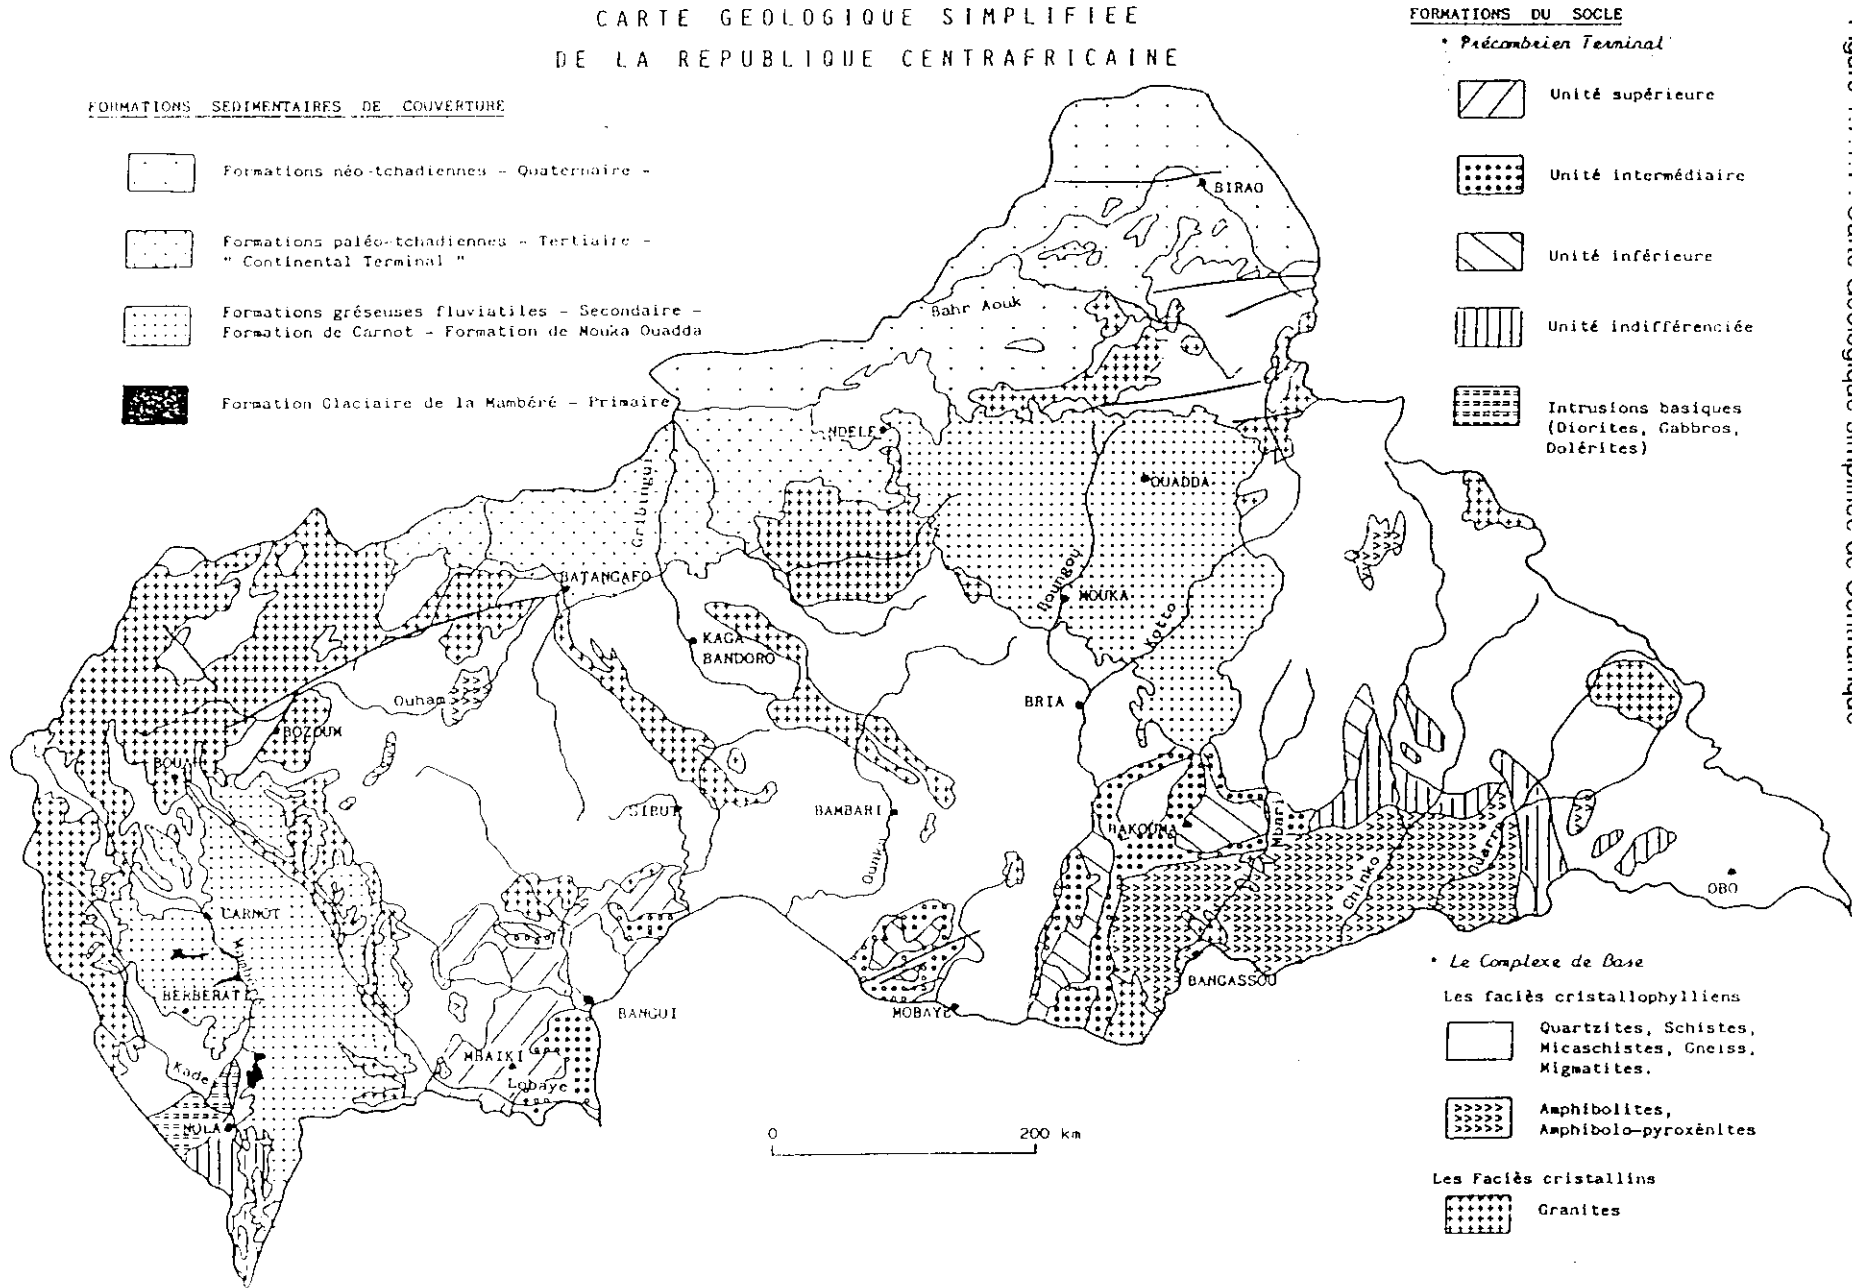 CARTE GEOLOGIQUE SIMPLIFIEE
DE LA REPUBLIQUE CENTRAFRICAINE
FORMATIONS SEDIMENTAIRES DE COUVERTURE
Formations néo-tchadiennes - Quaternaire -
Formations paléo-tchadiennes - Tertiaire -
" Continental Terminal "
Formations gréseuses fluviatiles - Secondaire -
Formation de Carnot - Formation de Mouka Ouadda
Formation Glaciaire de la Mambéré - Primaire
FORMATIONS DU SOCLE
• Précambrien Terminal
Unité supérieure
Unité intermédiaire
Unité inférieure
Unité indifférenciée
Intrusions basiques
(Diorites, Gabbros,
Dolérites)
• Le Complexe de Base
Les faciès cristallophylliens
Quartzites, Schistes,
Micaschistes, Gneiss,
Migmatites.
Amphibolites,
Amphibolo-pyroxénites
Les Faciès cristallins
Granites
BIRAO
Bahr Aouk
NDELE
OUADDA
Gribingui
BATANGAFO
Boungou
MOUKA
Kotto
KAGA
BANDORO
Ouham
BRIA
BOZOUM
BOUAR
SIBUT
BAMBARI
Ouaka
BAKOUMA
Mbari
Chinko
Ouarra
OBO
CARNOT
BERBERATI
BANGUI
MOBAYE
BANGASSOU
MBAIKI
Lobaye
Kadei
NOLA
0 200 km